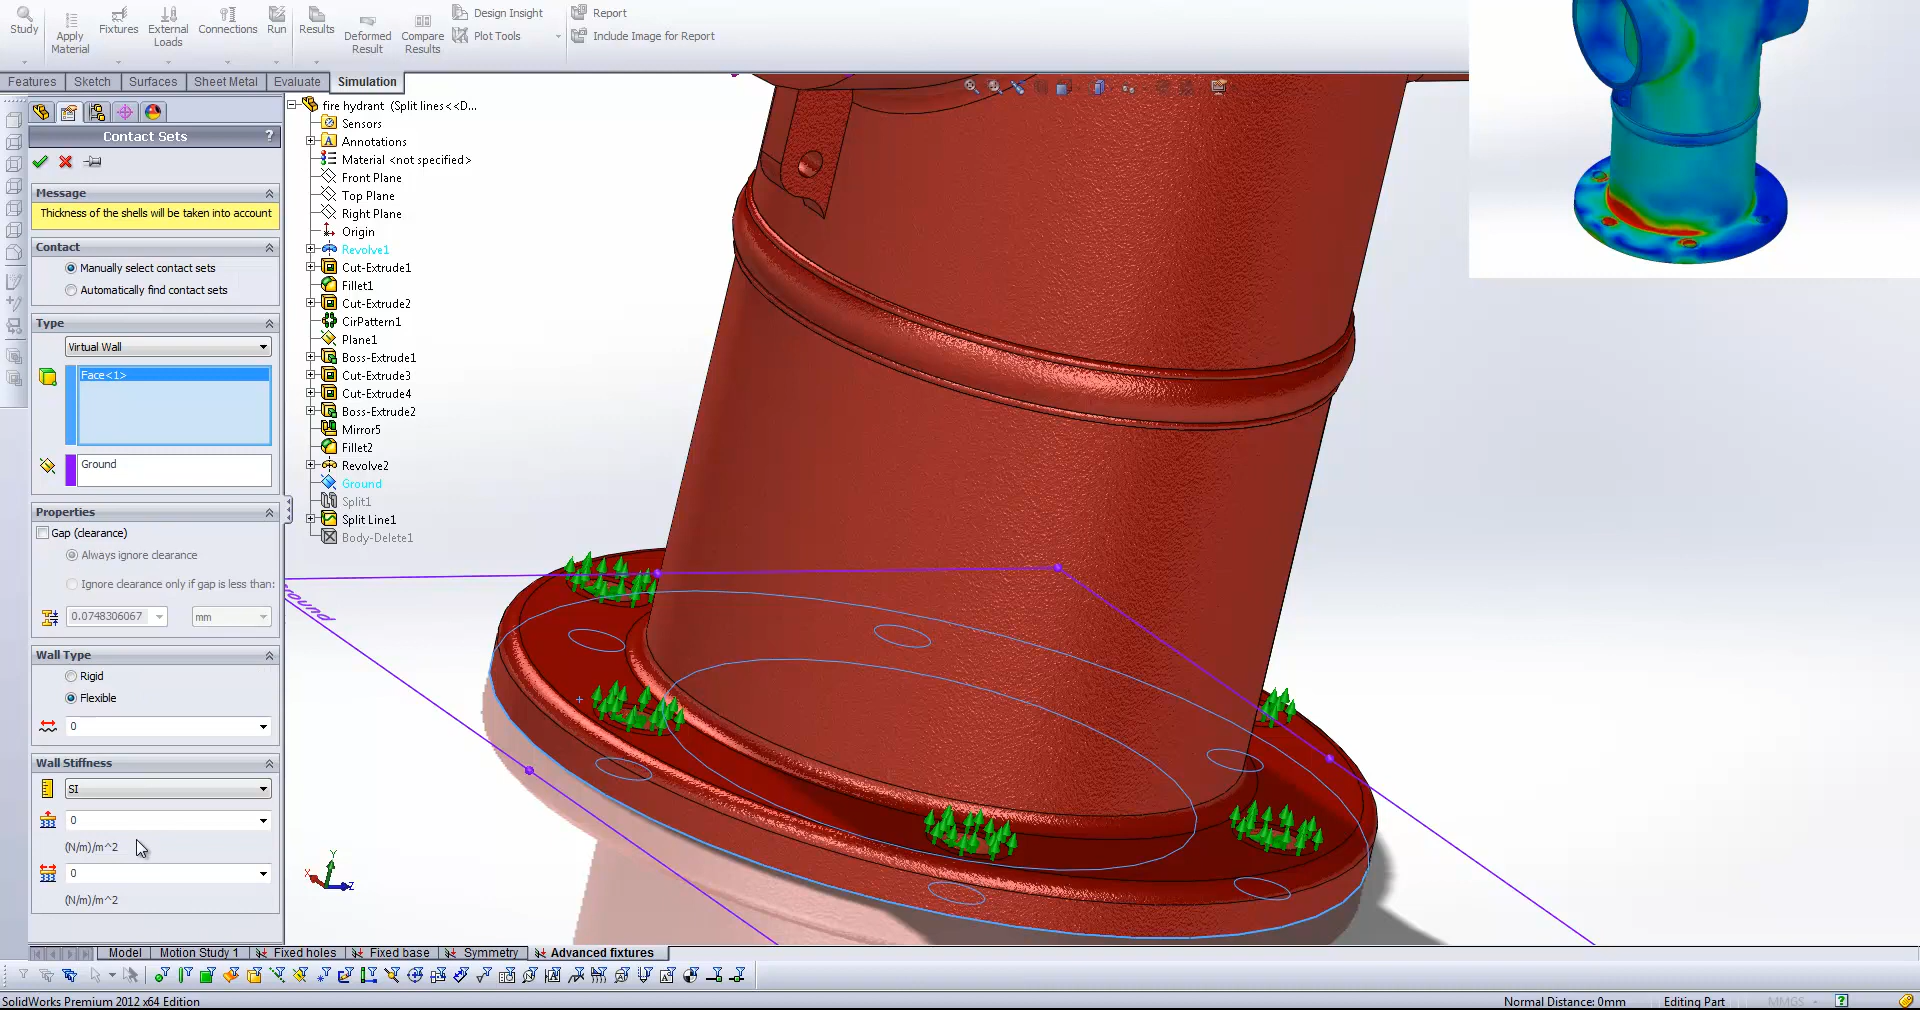 Study
Apply
Material
Fixtures
External
Loads
Connections
Run
Results
Deformed
Result
Compare
Results
Design Insight
Plot Tools
Report
Include Image for Report
Features
Sketch
Surfaces
Sheet Metal
Evaluate
Simulation
Contact Sets
?
Message
Thickness of the shells will be taken into account
Contact
Manually select contact sets
Automatically find contact sets
Type
Virtual Wall
Face<1>
Ground
Properties
Gap (clearance)
Always ignore clearance
Ignore clearance only if gap is less than:
0.0748306067
mm
Wall Type
Rigid
Flexible
0
Wall Stiffness
SI
0
(N/m)/m^2
0
(N/m)/m^2
fire hydrant (Split lines<<D...
Sensors
Annotations
Material <not specified>
Front Plane
Top Plane
Right Plane
Origin
Revolve1
Cut-Extrude1
Fillet1
Cut-Extrude2
CirPattern1
Plane1
Boss-Extrude1
Cut-Extrude3
Cut-Extrude4
Boss-Extrude2
Mirror5
Fillet2
Revolve2
Ground
Split1
Split Line1
Body-Delete1
Y
X
Z
Model
Motion Study 1
Fixed holes
Fixed base
Symmetry
Advanced fixtures
SolidWorks Premium 2012 x64 Edition
Normal Distance: 0mm
Editing Part
MMGS
?